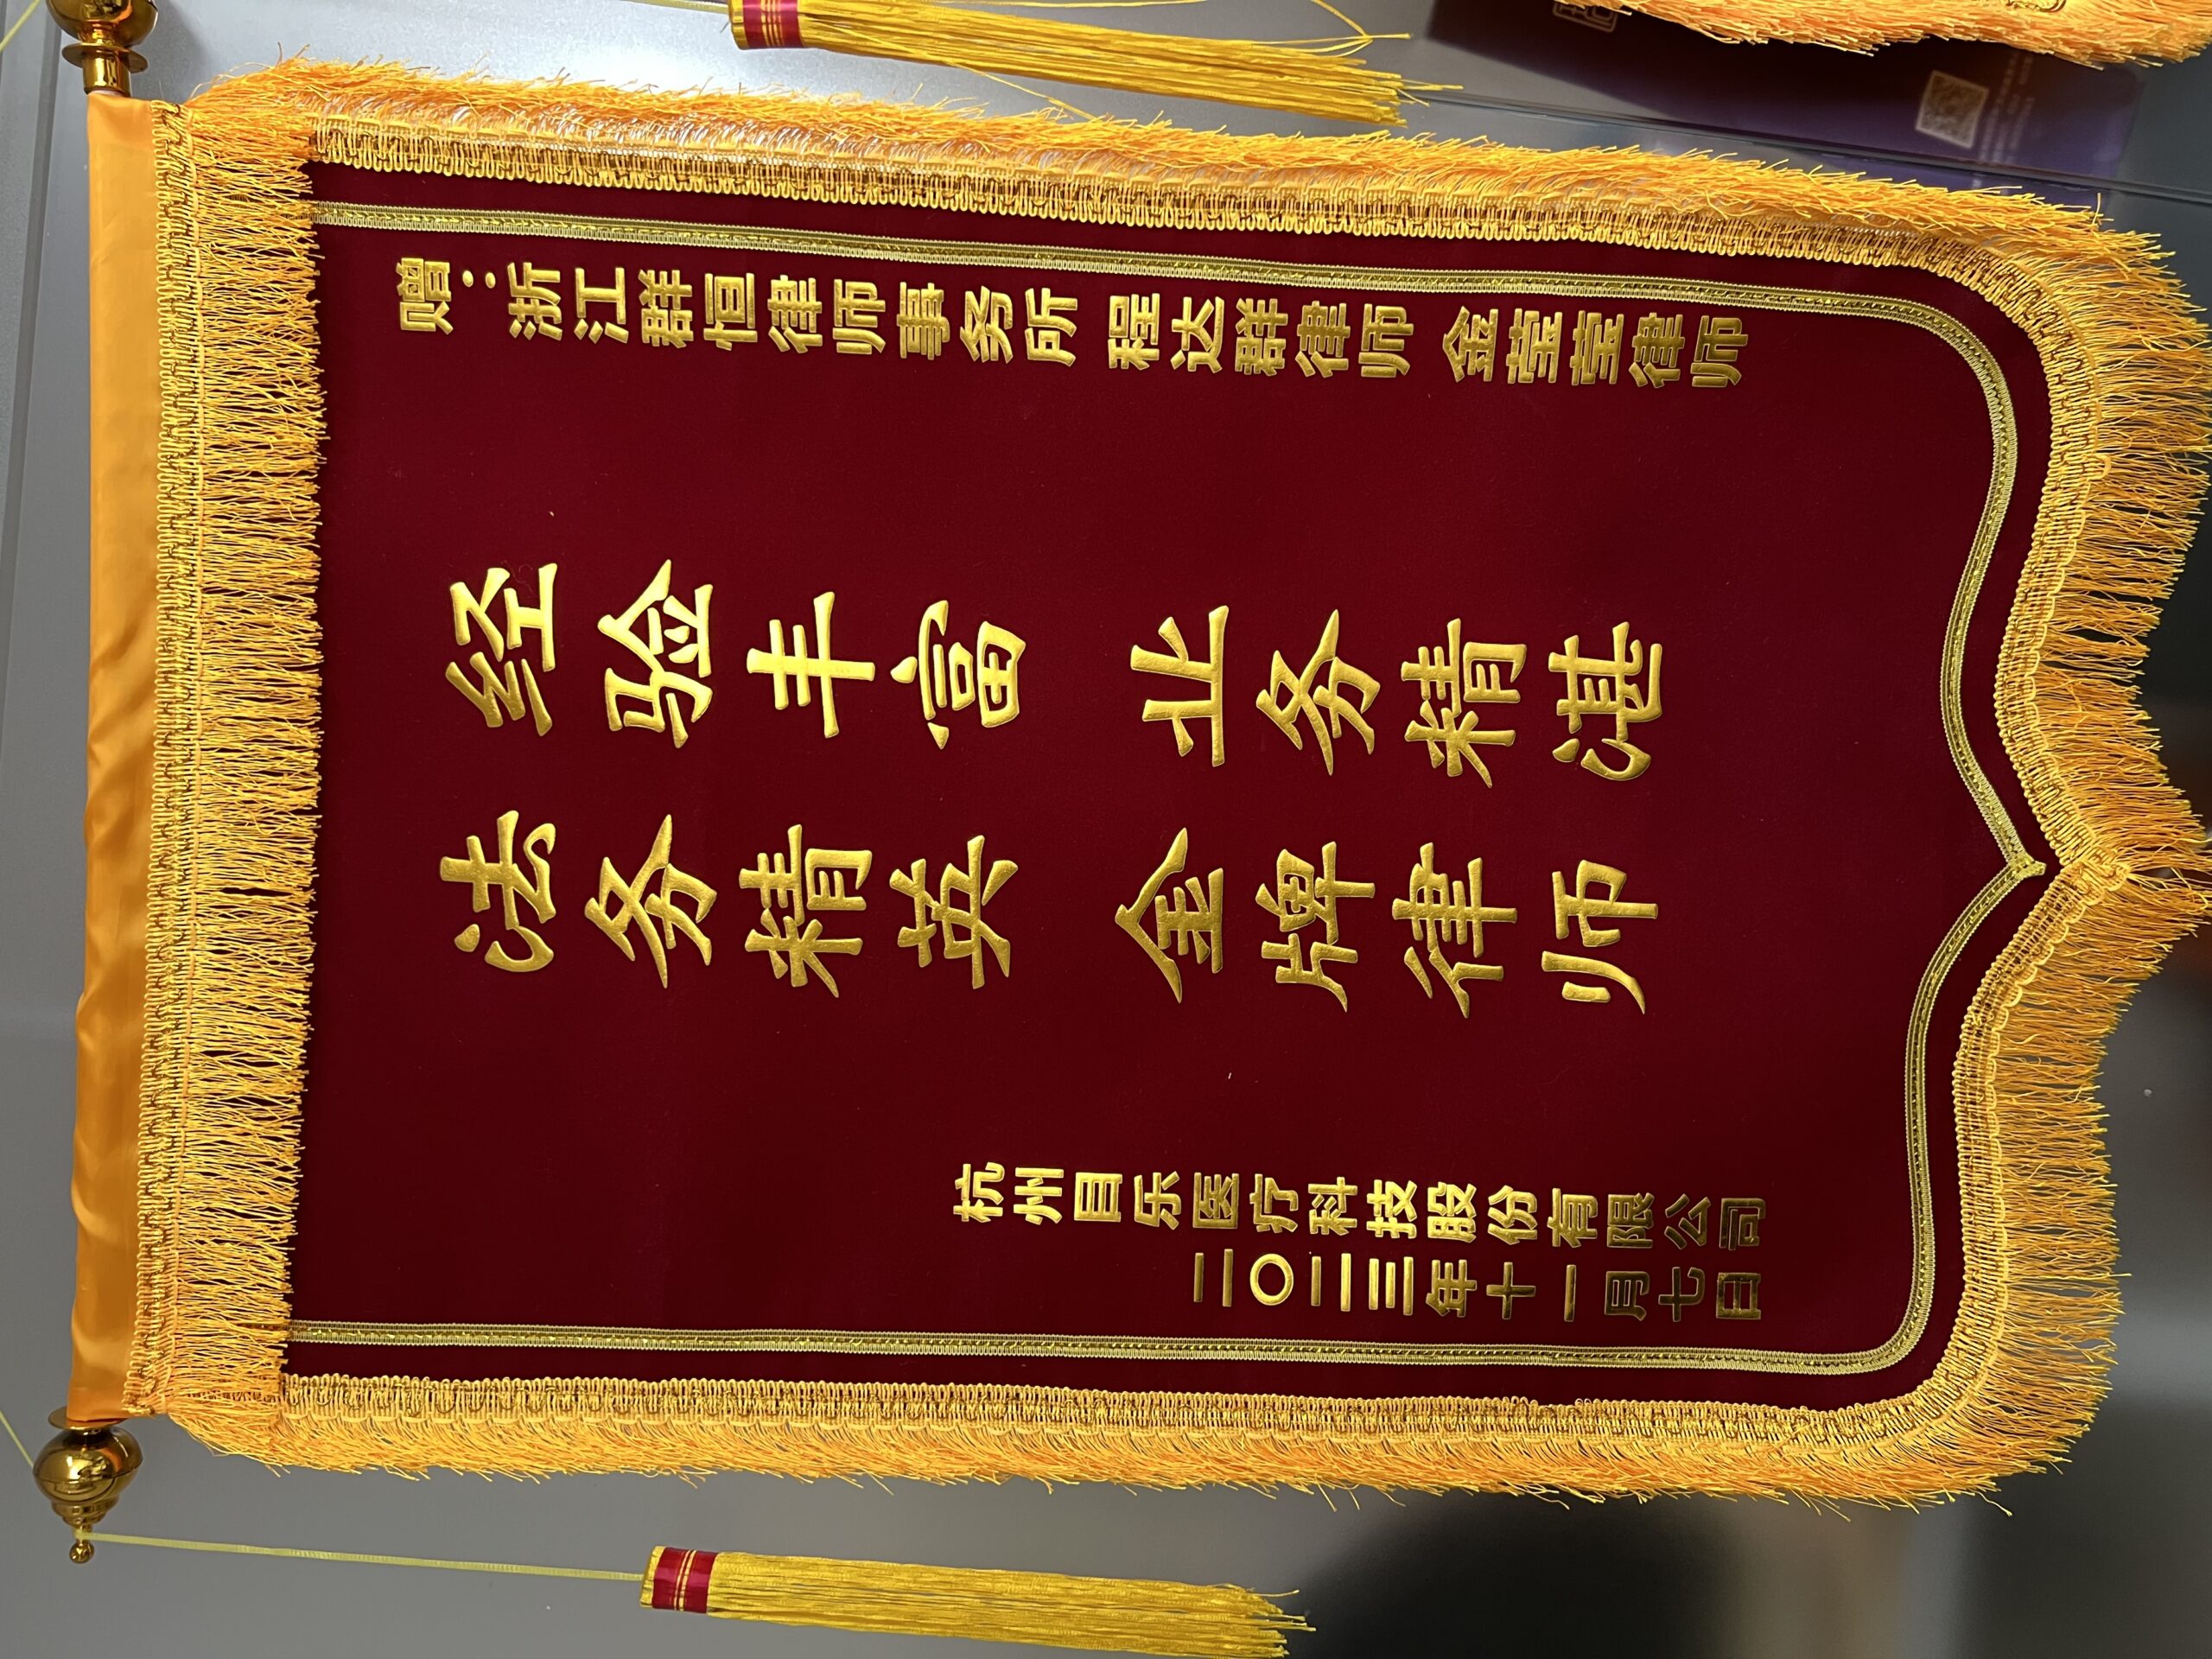 赠：浙江群恒律师事务所 程达群律师 金莹莹律师
经验丰富 业务精湛
法务精英 金牌律师
杭州目乐医疗科技股份有限公司
二〇二三年十一月七日